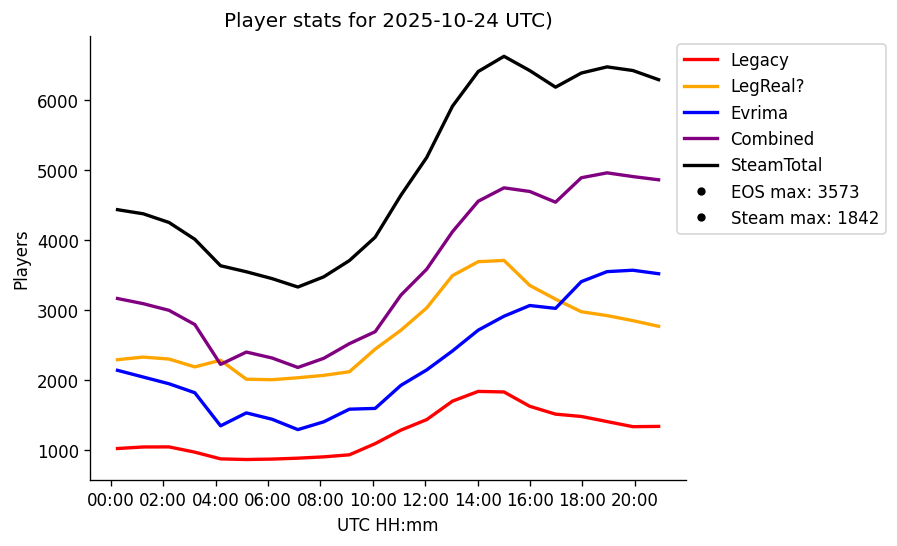 Player stats for 2025-10-24 UTC)
Legacy
LegReal?
Evrima
Combined
SteamTotal
EOS max: 3573
Steam max: 1842
Players
6000
5000
4000
3000
2000
1000
00:00 02:00 04:00 06:00 08:00 10:00 12:00 14:00 16:00 18:00 20:00
UTC HH:mm